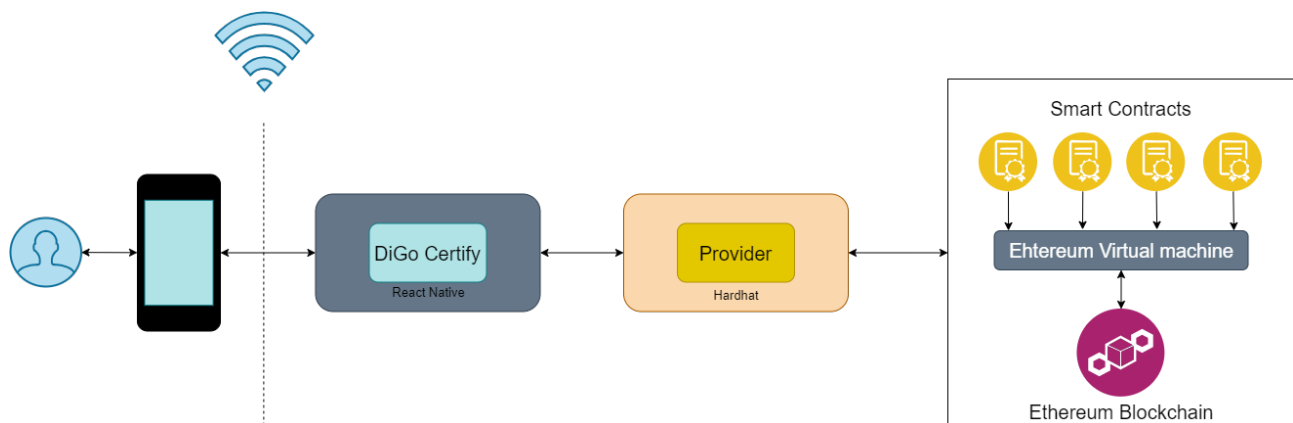 Smart Contracts
DiGo Certify
React Native
Provider
Hardhat
Ehtereum Virtual machine
Ethereum Blockchain